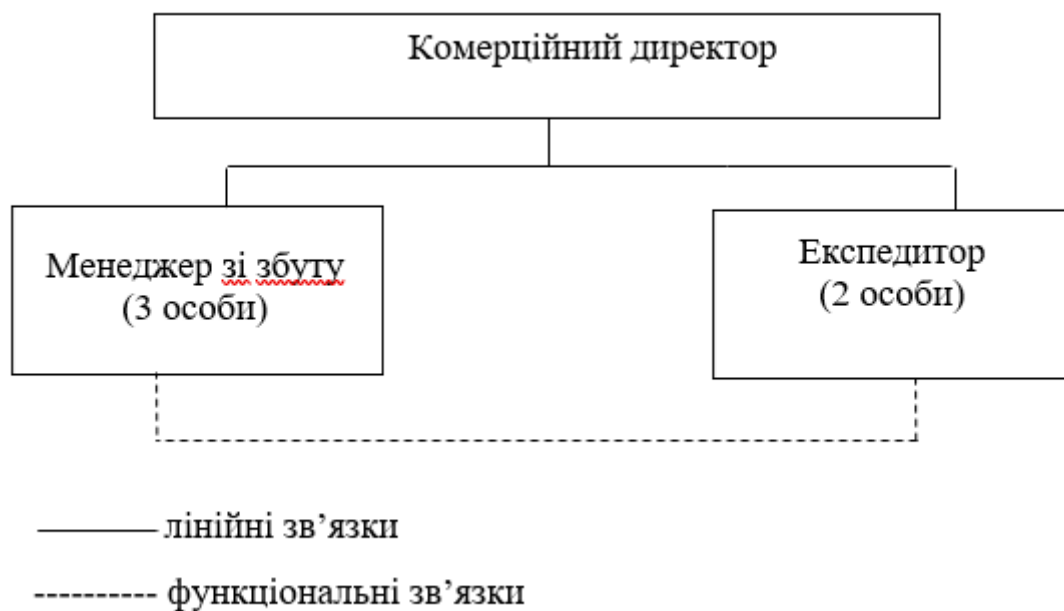 Комерційний директор
Менеджер зі збуту
(3 особи)
Експедитор
(2 особи)
лінійні зв’язки
функціональні зв’язки